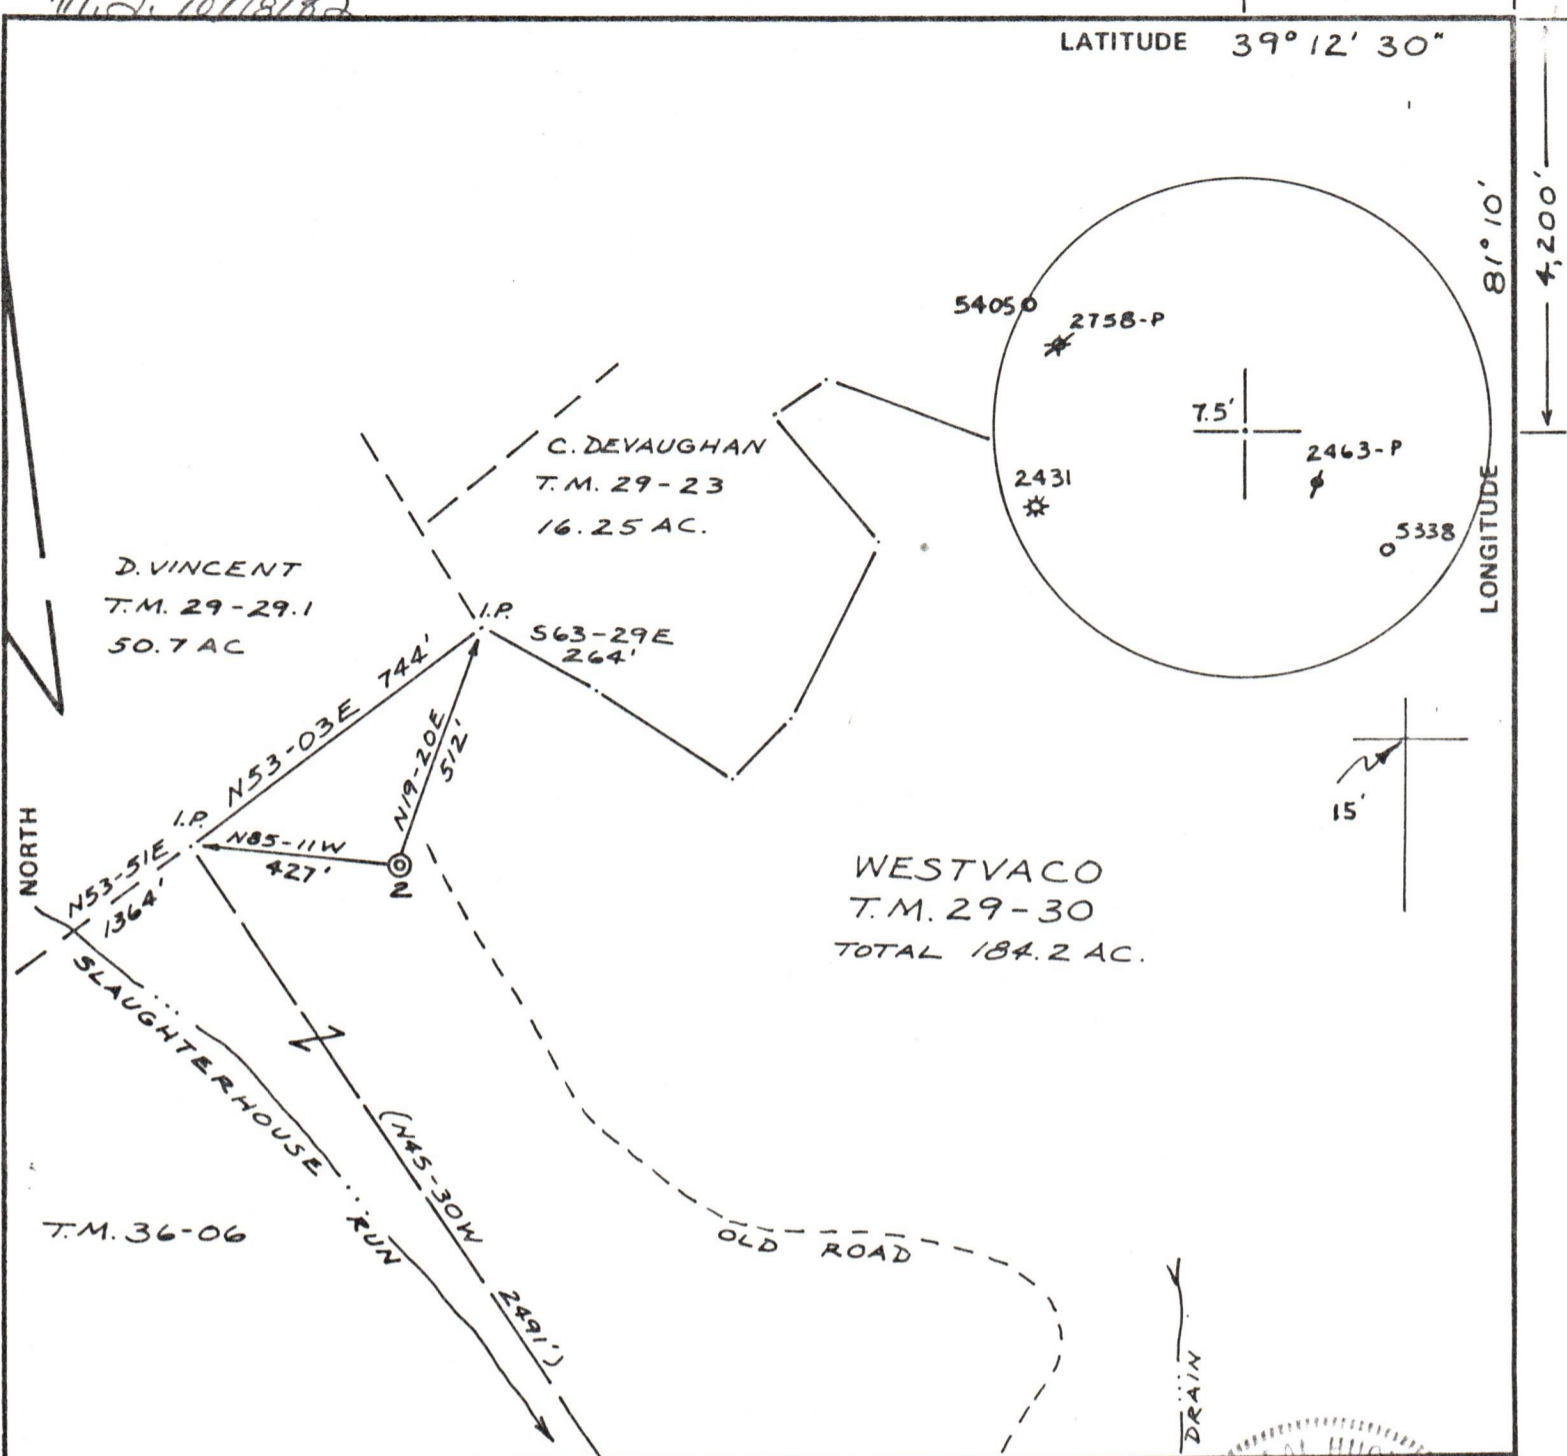 LATITUDE 39° 12' 30"
81° 10'
4,200'
LONGITUDE
5405
2758-P
7.5'
2463-P
2431
5338
15'
C. DEVAUGHAN
T.M. 29-23
16.25 AC.
D. VINCENT
T.M. 29-29.1
50.7 AC
I.P.
S63-29E
264'
N53-03E 744'
N19-20E
512'
I.P.
N85-11W
427'
2
NORTH
N53-51E
1364'
WESTVACO
T.M. 29-30
TOTAL 184.2 AC.
SLAUGHTERHOUSE RUN
(N45-30W 2491')
T.M. 36-06
OLD ROAD
DRAIN